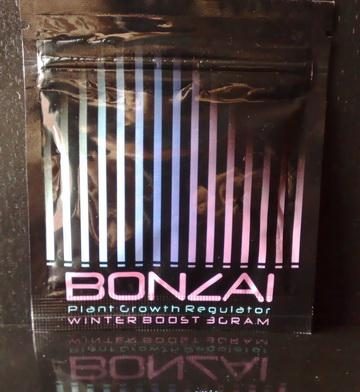 BONZAI
Plant Growth Regulator
WINTER BOOST 3GRAM